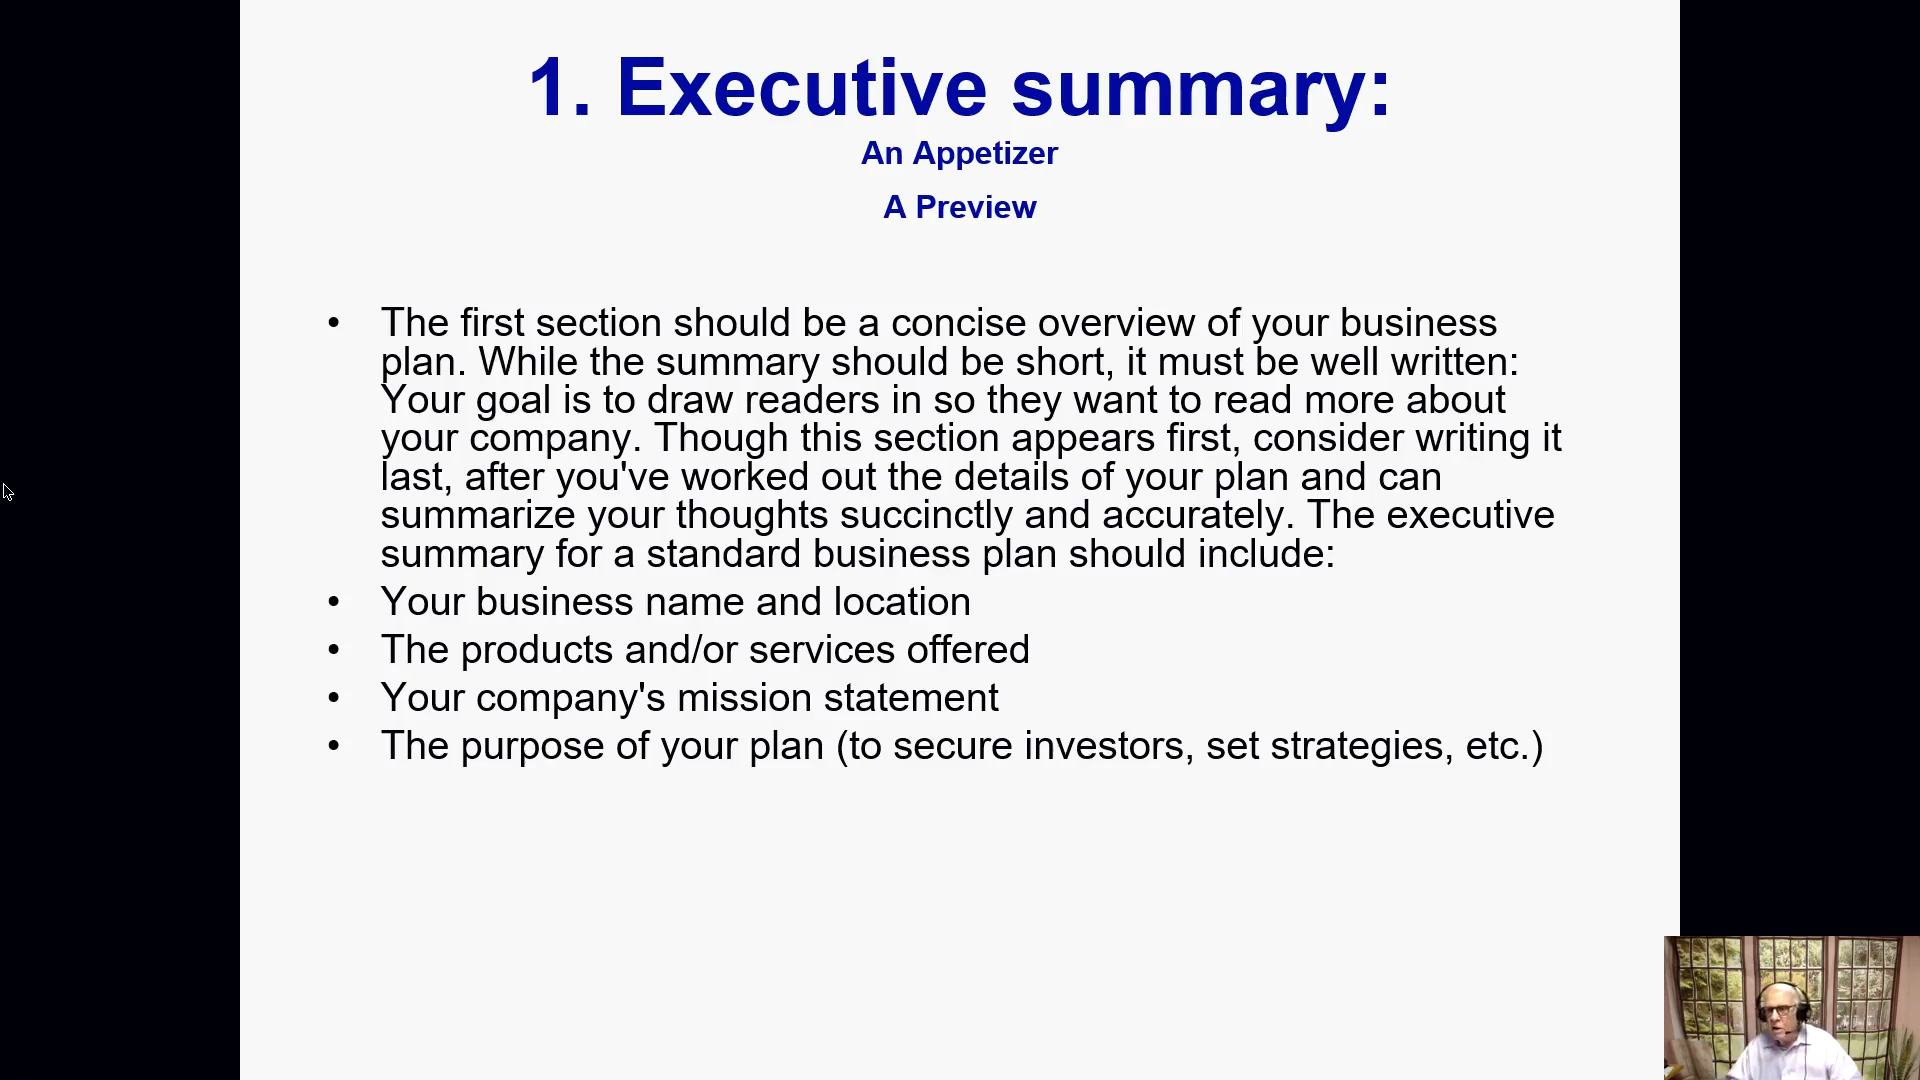 1. Executive summary:
An Appetizer
A Preview
• The first section should be a concise overview of your business
plan. While the summary should be short, it must be well written:
Your goal is to draw readers in so they want to read more about
your company. Though this section appears first, consider writing it
last, after you've worked out the details of your plan and can
summarize your thoughts succinctly and accurately. The executive
summary for a standard business plan should include:
• Your business name and location
• The products and/or services offered
• Your company's mission statement
• The purpose of your plan (to secure investors, set strategies, etc.)